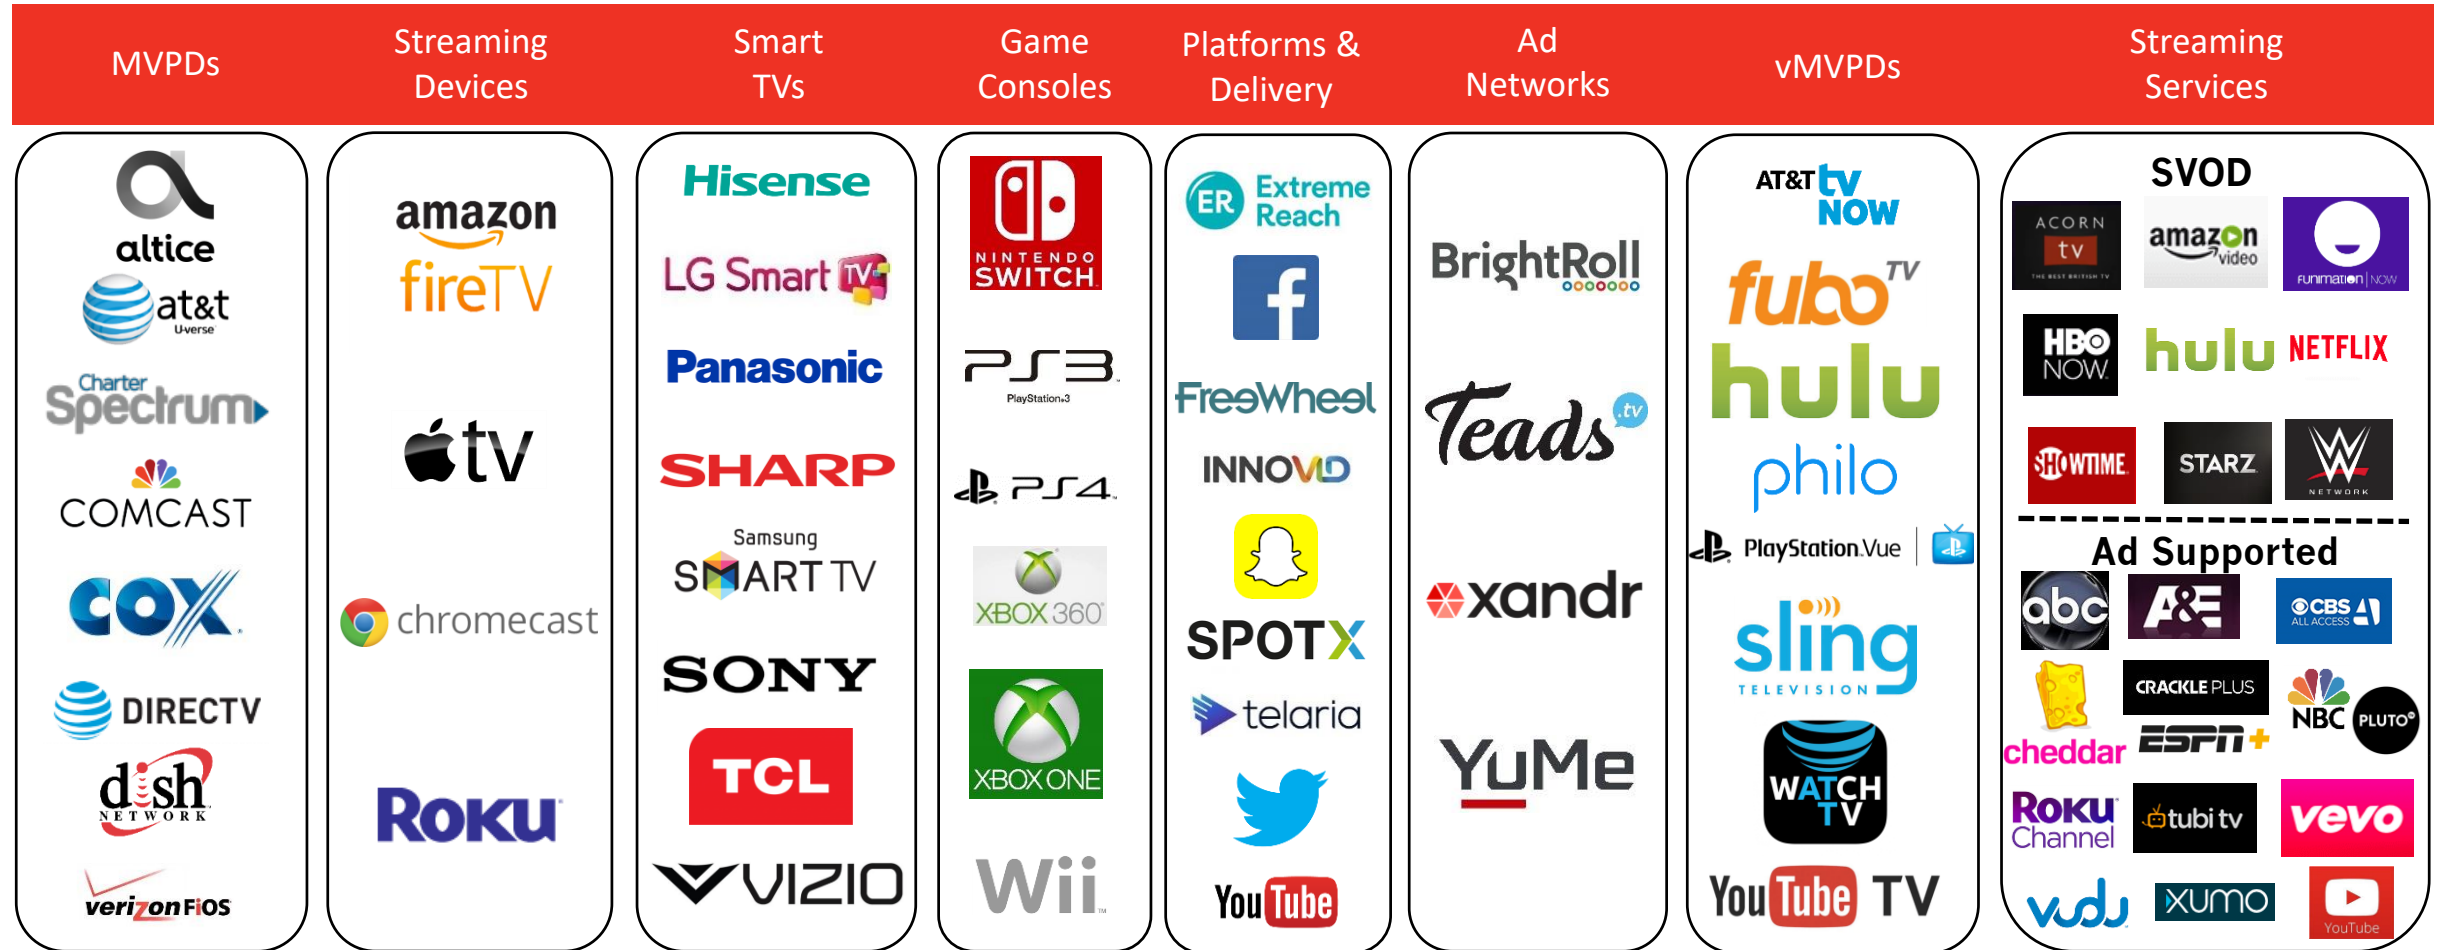 MVPDs
Streaming
Devices
Smart
TVs
Game
Consoles
Platforms &
Delivery
Ad
Networks
vMVPDs
Streaming
Services
altice
at&t
U-verse
Charter
Spectrum
COMCAST
COX
DIRECTV
dish
NETWORK
verizon FiOS
amazon
fireTV
tv
chromecast
ROKU
Hisense
LG Smart TV
Panasonic
SHARP
Samsung
SMART TV
SONY
TCL
VIZIO
NINTENDO
SWITCH
PS3
PlayStation 3
PS4
XBOX 360
XBOX ONE
Wii
ER Extreme
Reach
f
FreeWheel
INNOVID
SPOTX
telaria
YouTube
BrightRoll
Teads .tv
xandr
YuMe
AT&T tv
NOW
fubo TV
hulu
philo
PlayStation Vue
sling
TELEVISION
WATCH
TV
YouTube TV
SVOD
ACORN
tv
THE BEST BRITISH TV
amazon
video
FUNIMATION | NOW
HBO
NOW
hulu
NETFLIX
SHOWTIME
STARZ
W
NETWORK
Ad Supported
abc
A&E
CBS
ALL ACCESS
cheddar
CRACKLE PLUS
ESPN+
NBC
PLUTO TV
ROKU
Channel
tubi tv
vevo
vudu
XUMO
YouTube